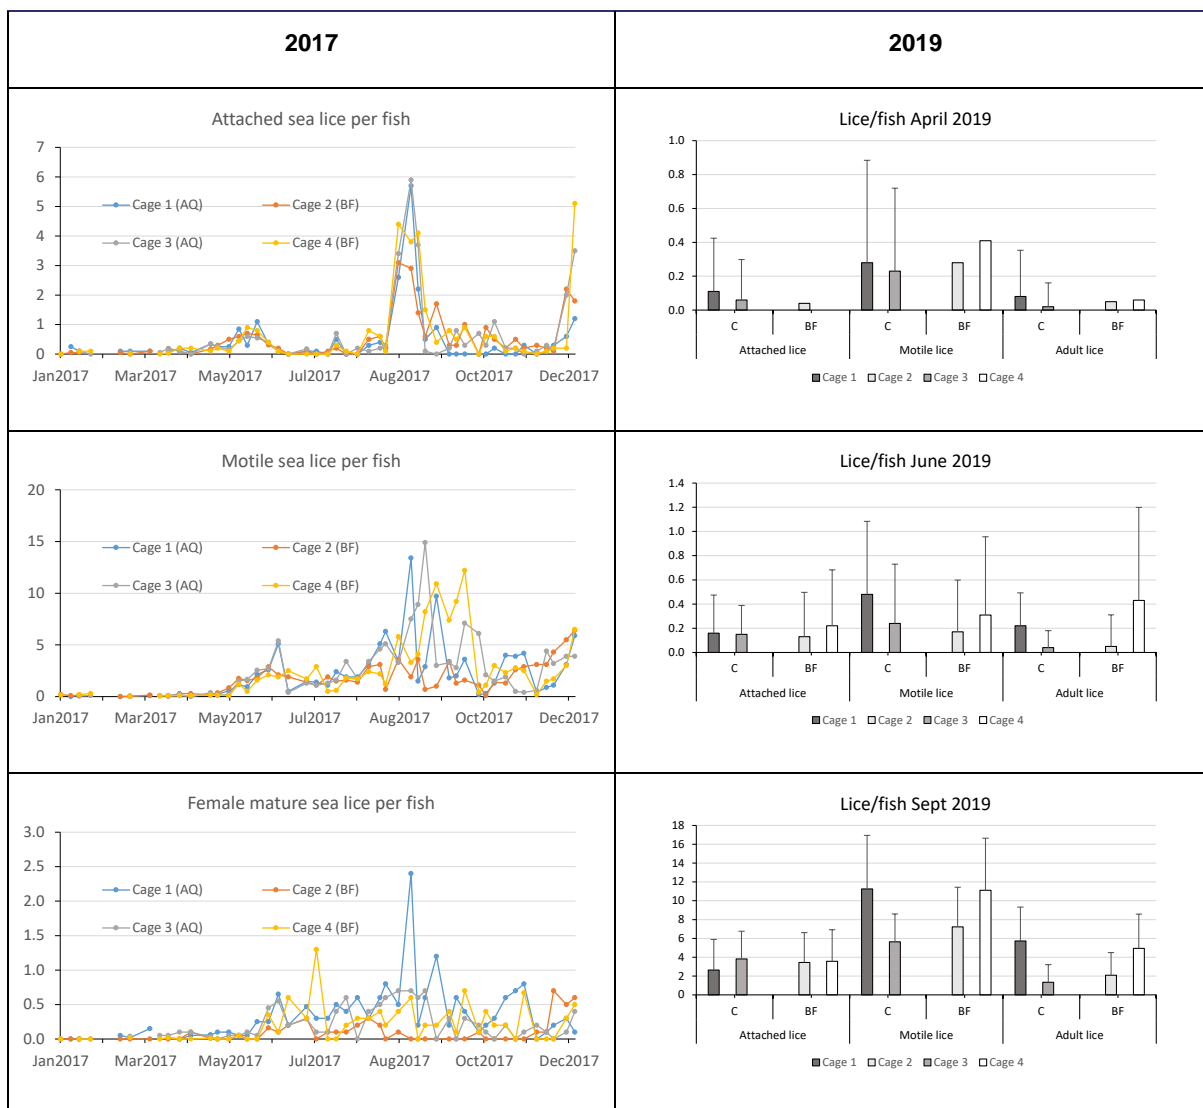 2017
2019
Attached sea lice per fish
7
6
5
4
3
2
1
0
Cage 1 (AQ) Cage 2 (BF)
Cage 3 (AQ) Cage 4 (BF)
Jan2017 Mar2017 May2017 Jul2017 Aug2017 Oct2017 Dec2017
Lice/fish April 2019
1.0
0.8
0.6
0.4
0.2
0.0
C BF C BF C BF
Attached lice Motile lice Adult lice
Cage 1 Cage 2 Cage 3 Cage 4
Motile sea lice per fish
20
15
10
5
0
Cage 1 (AQ) Cage 2 (BF)
Cage 3 (AQ) Cage 4 (BF)
Jan2017 Mar2017 May2017 Jul2017 Aug2017 Oct2017 Dec2017
Lice/fish June 2019
1.4
1.2
1.0
0.8
0.6
0.4
0.2
0.0
C BF C BF C BF
Attached lice Motile lice Adult lice
Cage 1 Cage 2 Cage 3 Cage 4
Female mature sea lice per fish
3.0
2.5
2.0
1.5
1.0
0.5
0.0
Cage 1 (AQ) Cage 2 (BF)
Cage 3 (AQ) Cage 4 (BF)
Jan2017 Mar2017 May2017 Jul2017 Aug2017 Oct2017 Dec2017
Lice/fish Sept 2019
18
16
14
12
10
8
6
4
2
0
C BF C BF C BF
Attached lice Motile lice Adult lice
Cage 1 Cage 2 Cage 3 Cage 4